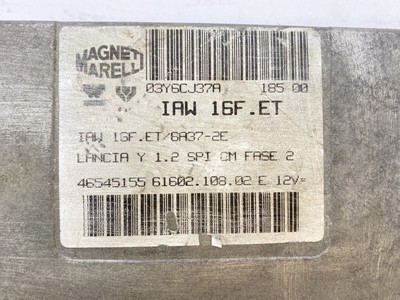 MAGNETI
MARELLI
03Y6CJ37A 185 00
IAW 16F.ET
IAW 16F.ET/6A37-2E
LANCIA Y 1.2 SPI CM FASE 2
46545155 61602.108.02 E 12V=